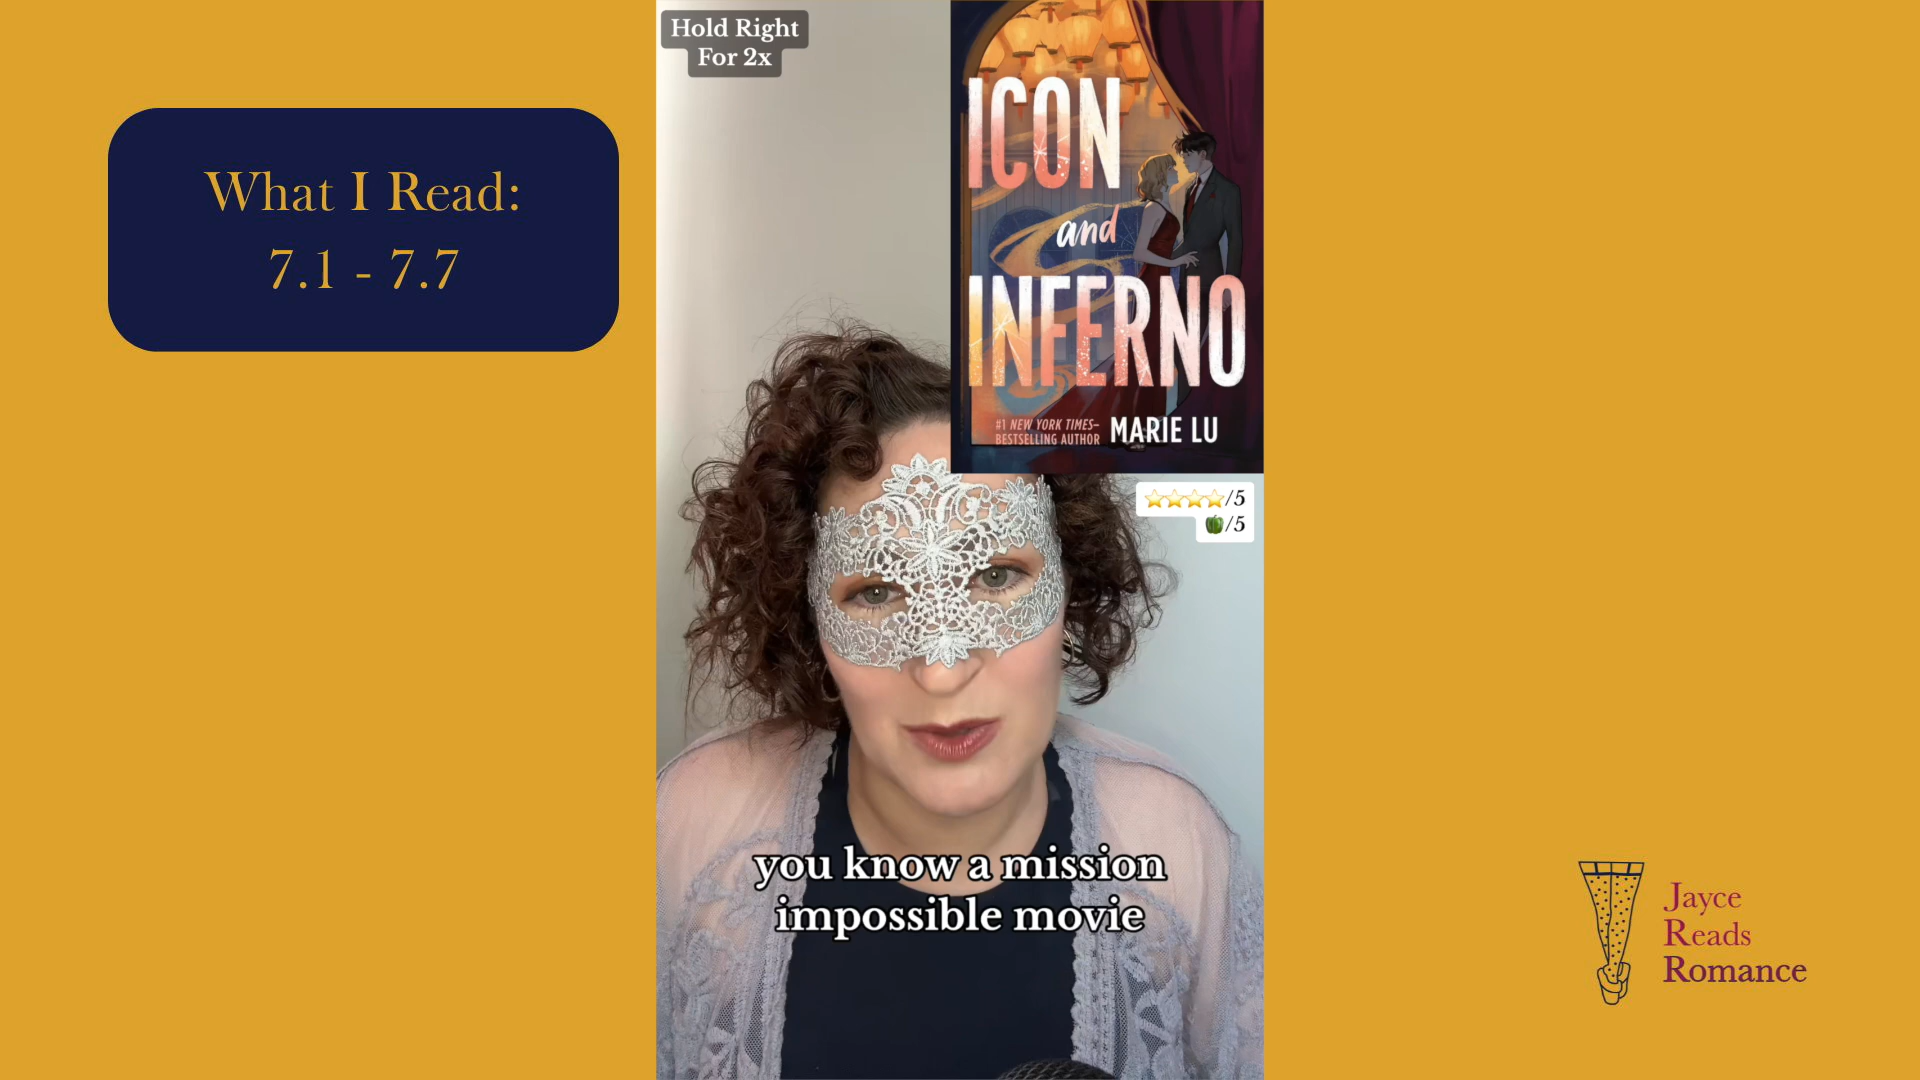 What I Read:
7.1 - 7.7
Hold Right
For 2x
ICON
and
INFERNO
#1 NEW YORK TIMES–
BESTSELLING AUTHOR
MARIE LU
⭐⭐⭐⭐/5
🫑/5
you know a mission
impossible movie
Jayce
Reads
Romance